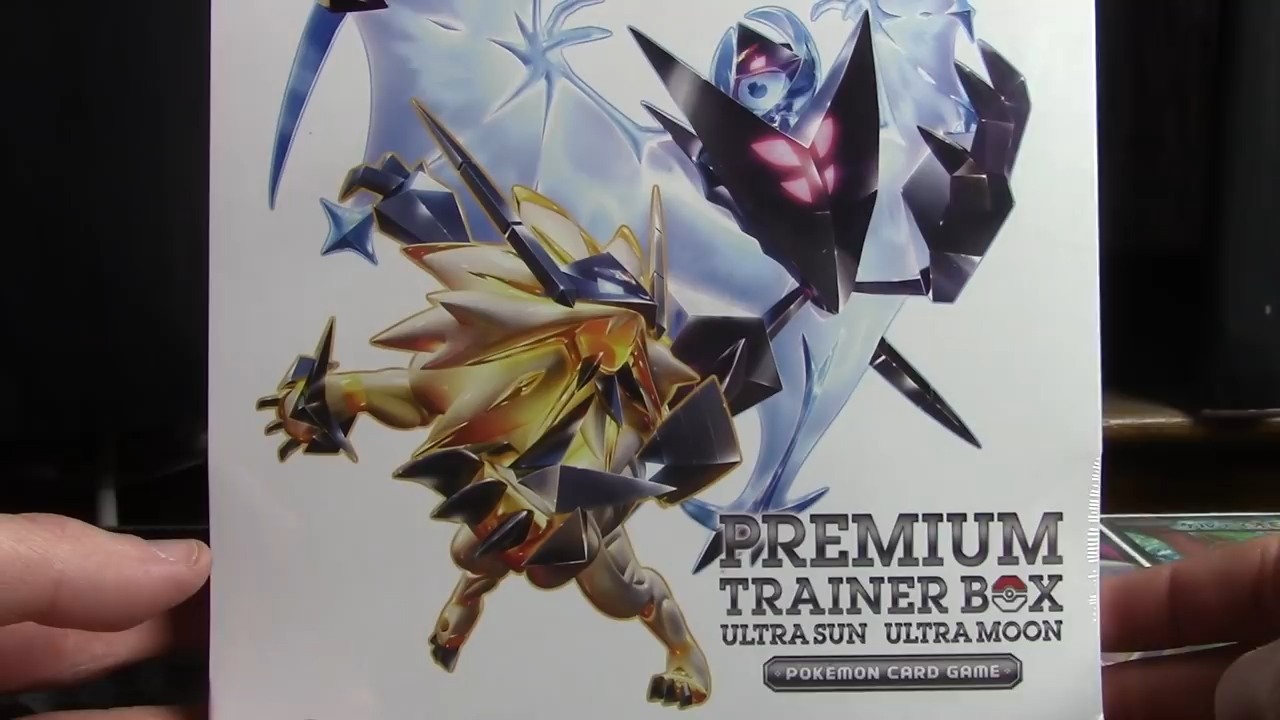 PREMIUM
TRAINER BOX
ULTRA SUN ULTRA MOON
POKEMON CARD GAME